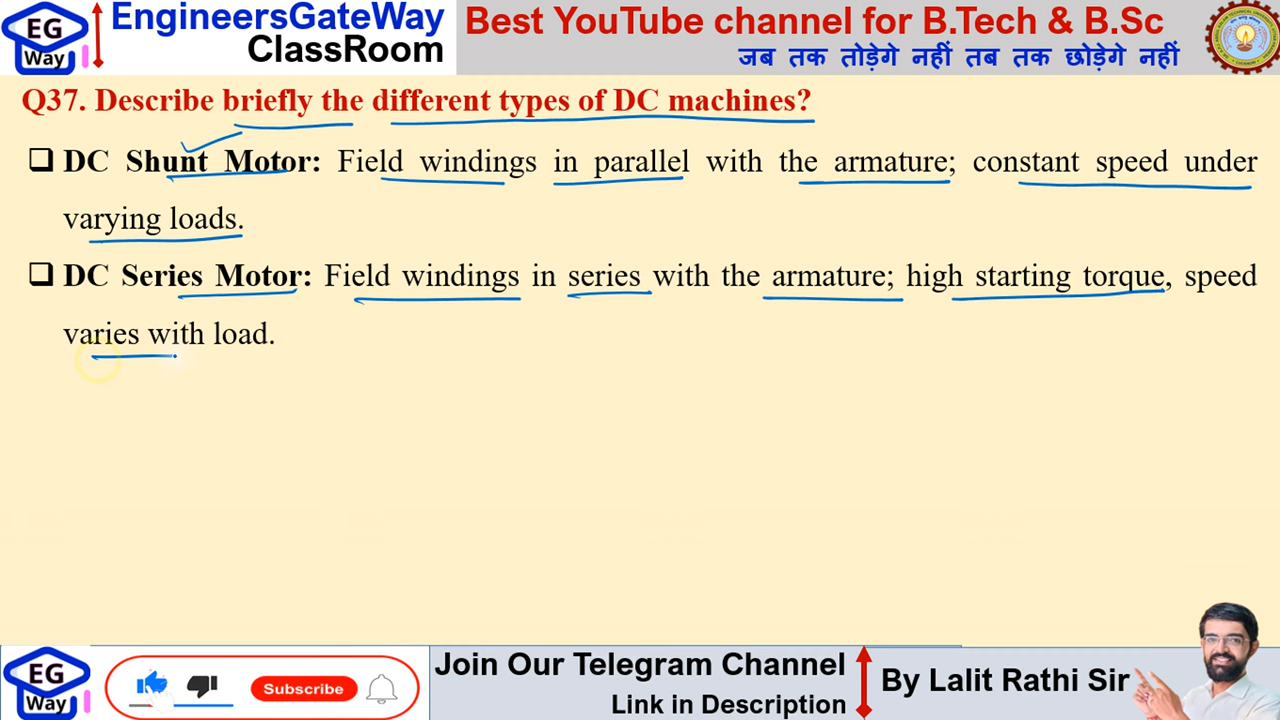 EG
Way
EngineersGateWay
ClassRoom
Best YouTube channel for B.Tech & B.Sc
जब तक तोड़ेगे नहीं तब तक छोड़ेगे नहीं
Q37. Describe briefly the different types of DC machines?
❑ DC Shunt Motor: Field windings in parallel with the armature; constant speed under
varying loads.
❑ DC Series Motor: Field windings in series with the armature; high starting torque, speed
varies with load.
EG
Way
Subscribe
Join Our Telegram Channel
Link in Description
By Lalit Rathi Sir